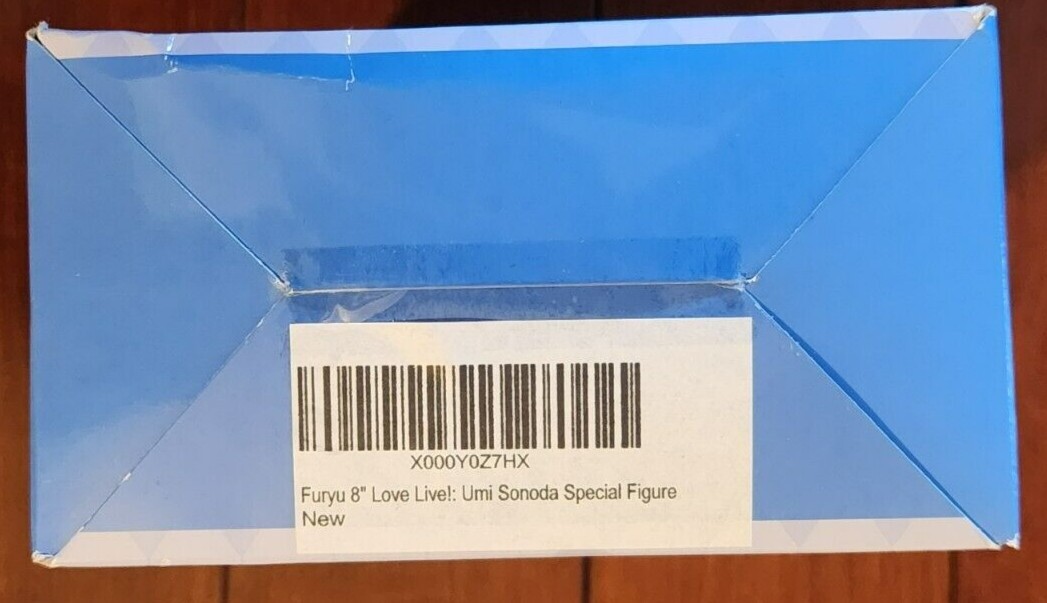 X000Y0Z7HX
Furyu 8" Love Live!: Umi Sonoda Special Figure
New